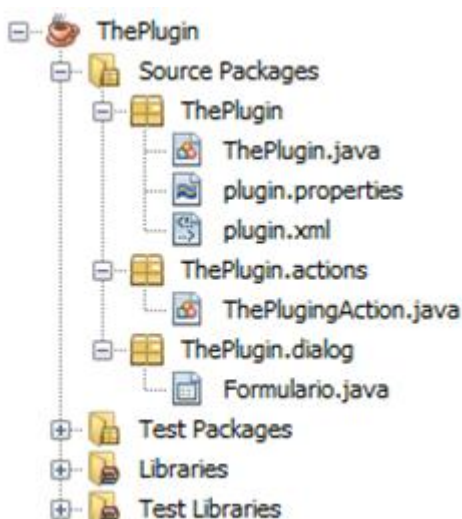 ThePlugin
Source Packages
ThePlugin
ThePlugin.java
plugin.properties
plugin.xml
ThePlugin.actions
ThePlugingAction.java
ThePlugin.dialog
Formulario.java
Test Packages
Libraries
Test Libraries